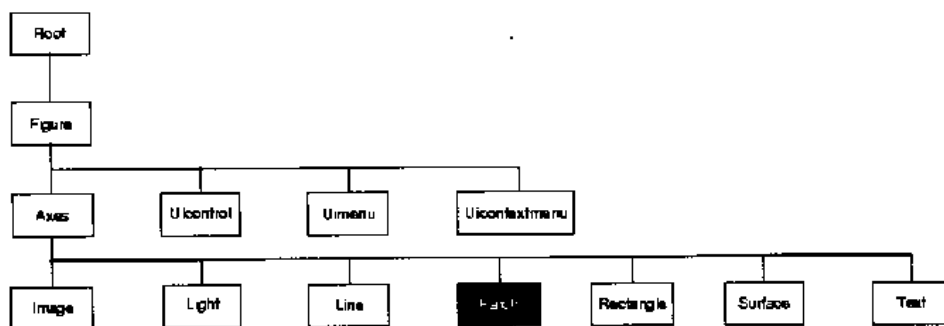 Root
Figure
Axes Uicontrol Uimenu Uicontextmenu
Image Light Line Patch Rectangle Surface Text